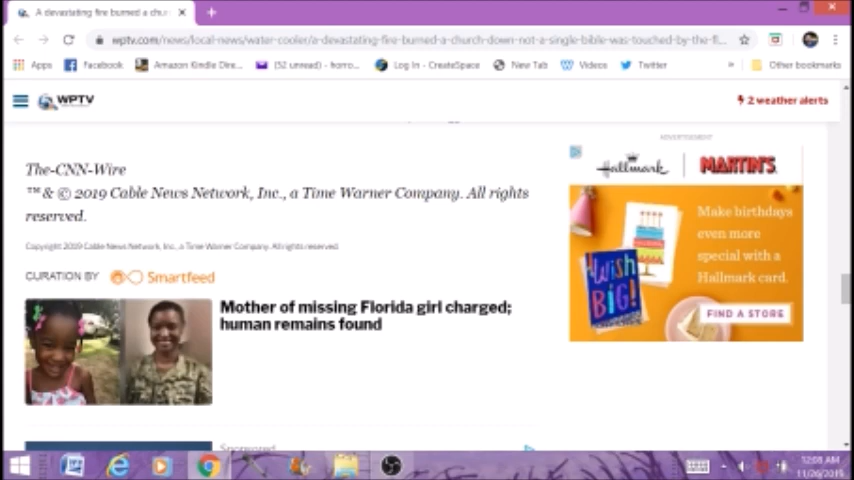 A devastating fire burned a chur
wptv.com/news/local-news/water-cooler/a-devastating-fire-burned-a-church-down-not-a-single-bible-was-touched-by-the-fi...
Apps Facebook Amazon Kindle Dire... (52 unread) - horro... Log In - CreateSpace New Tab Videos Twitter » Other bookmarks
WPTV
2 weather alerts
ADVERTISEMENT
The-CNN-Wire
™ & © 2019 Cable News Network, Inc., a Time Warner Company. All rights
reserved.
Copyright 2019 Cable News Network, Inc., a Time Warner Company. All rights reserved.
CURATION BY Smartfeed
Mother of missing Florida girl charged;
human remains found
Sponsored
Hallmark | MARTIN'S
Make birthdays
even more
special with a
Hallmark card.
WISH
BIG!
FIND A STORE
12:08 AM
11/26/2019